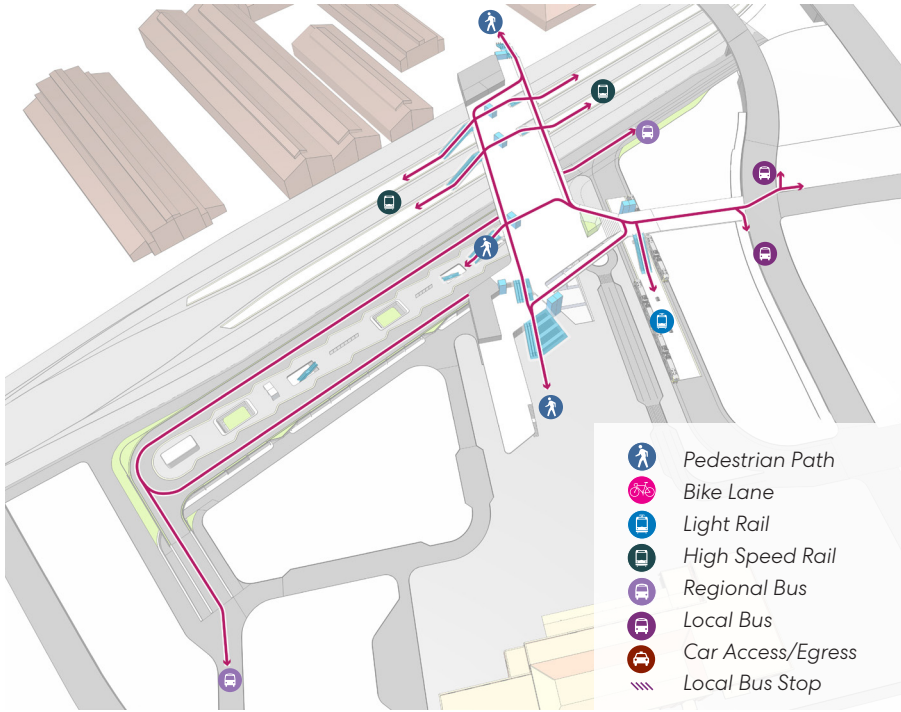 Pedestrian Path
Bike Lane
Light Rail
High Speed Rail
Regional Bus
Local Bus
Car Access/Egress
Local Bus Stop